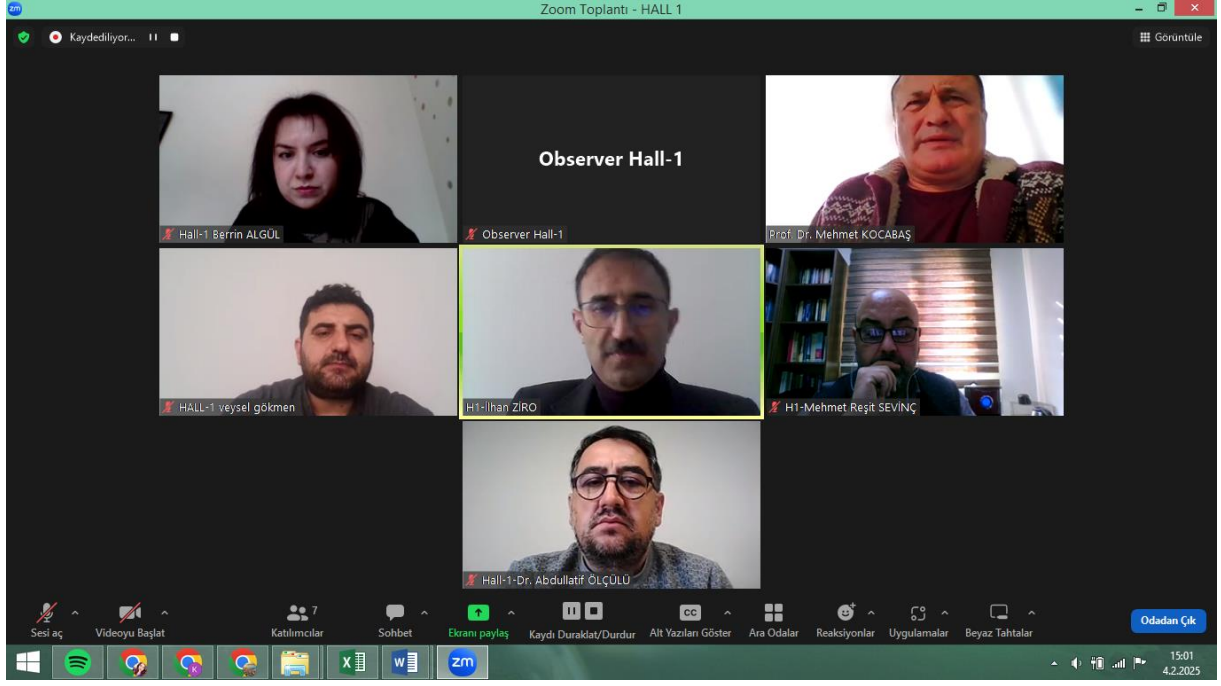 zm
Zoom Toplantı - HALL 1
Kaydediliyor...
Görüntüle
Observer Hall-1
Hall-1 Berrin ALGÜL
Observer Hall-1
Prof. Dr. Mehmet KOCABAŞ
HALL-1 veysel gökmen
H1-İlhan ZİRO
H1-Mehmet Reşit SEVİNÇ
Hall-1-Dr. Abdullatif ÖLÇÜLÜ
Sesi aç
Videoyu Başlat
7
Katılımcılar
Sohbet
Ekranı paylaş
Kaydı Duraklat/Durdur
CC
Alt Yazıları Göster
Ara Odalar
Reaksiyonlar
Uygulamalar
Beyaz Tahtalar
Odadan Çık
K
X
W
zm
15:01
4.2.2025